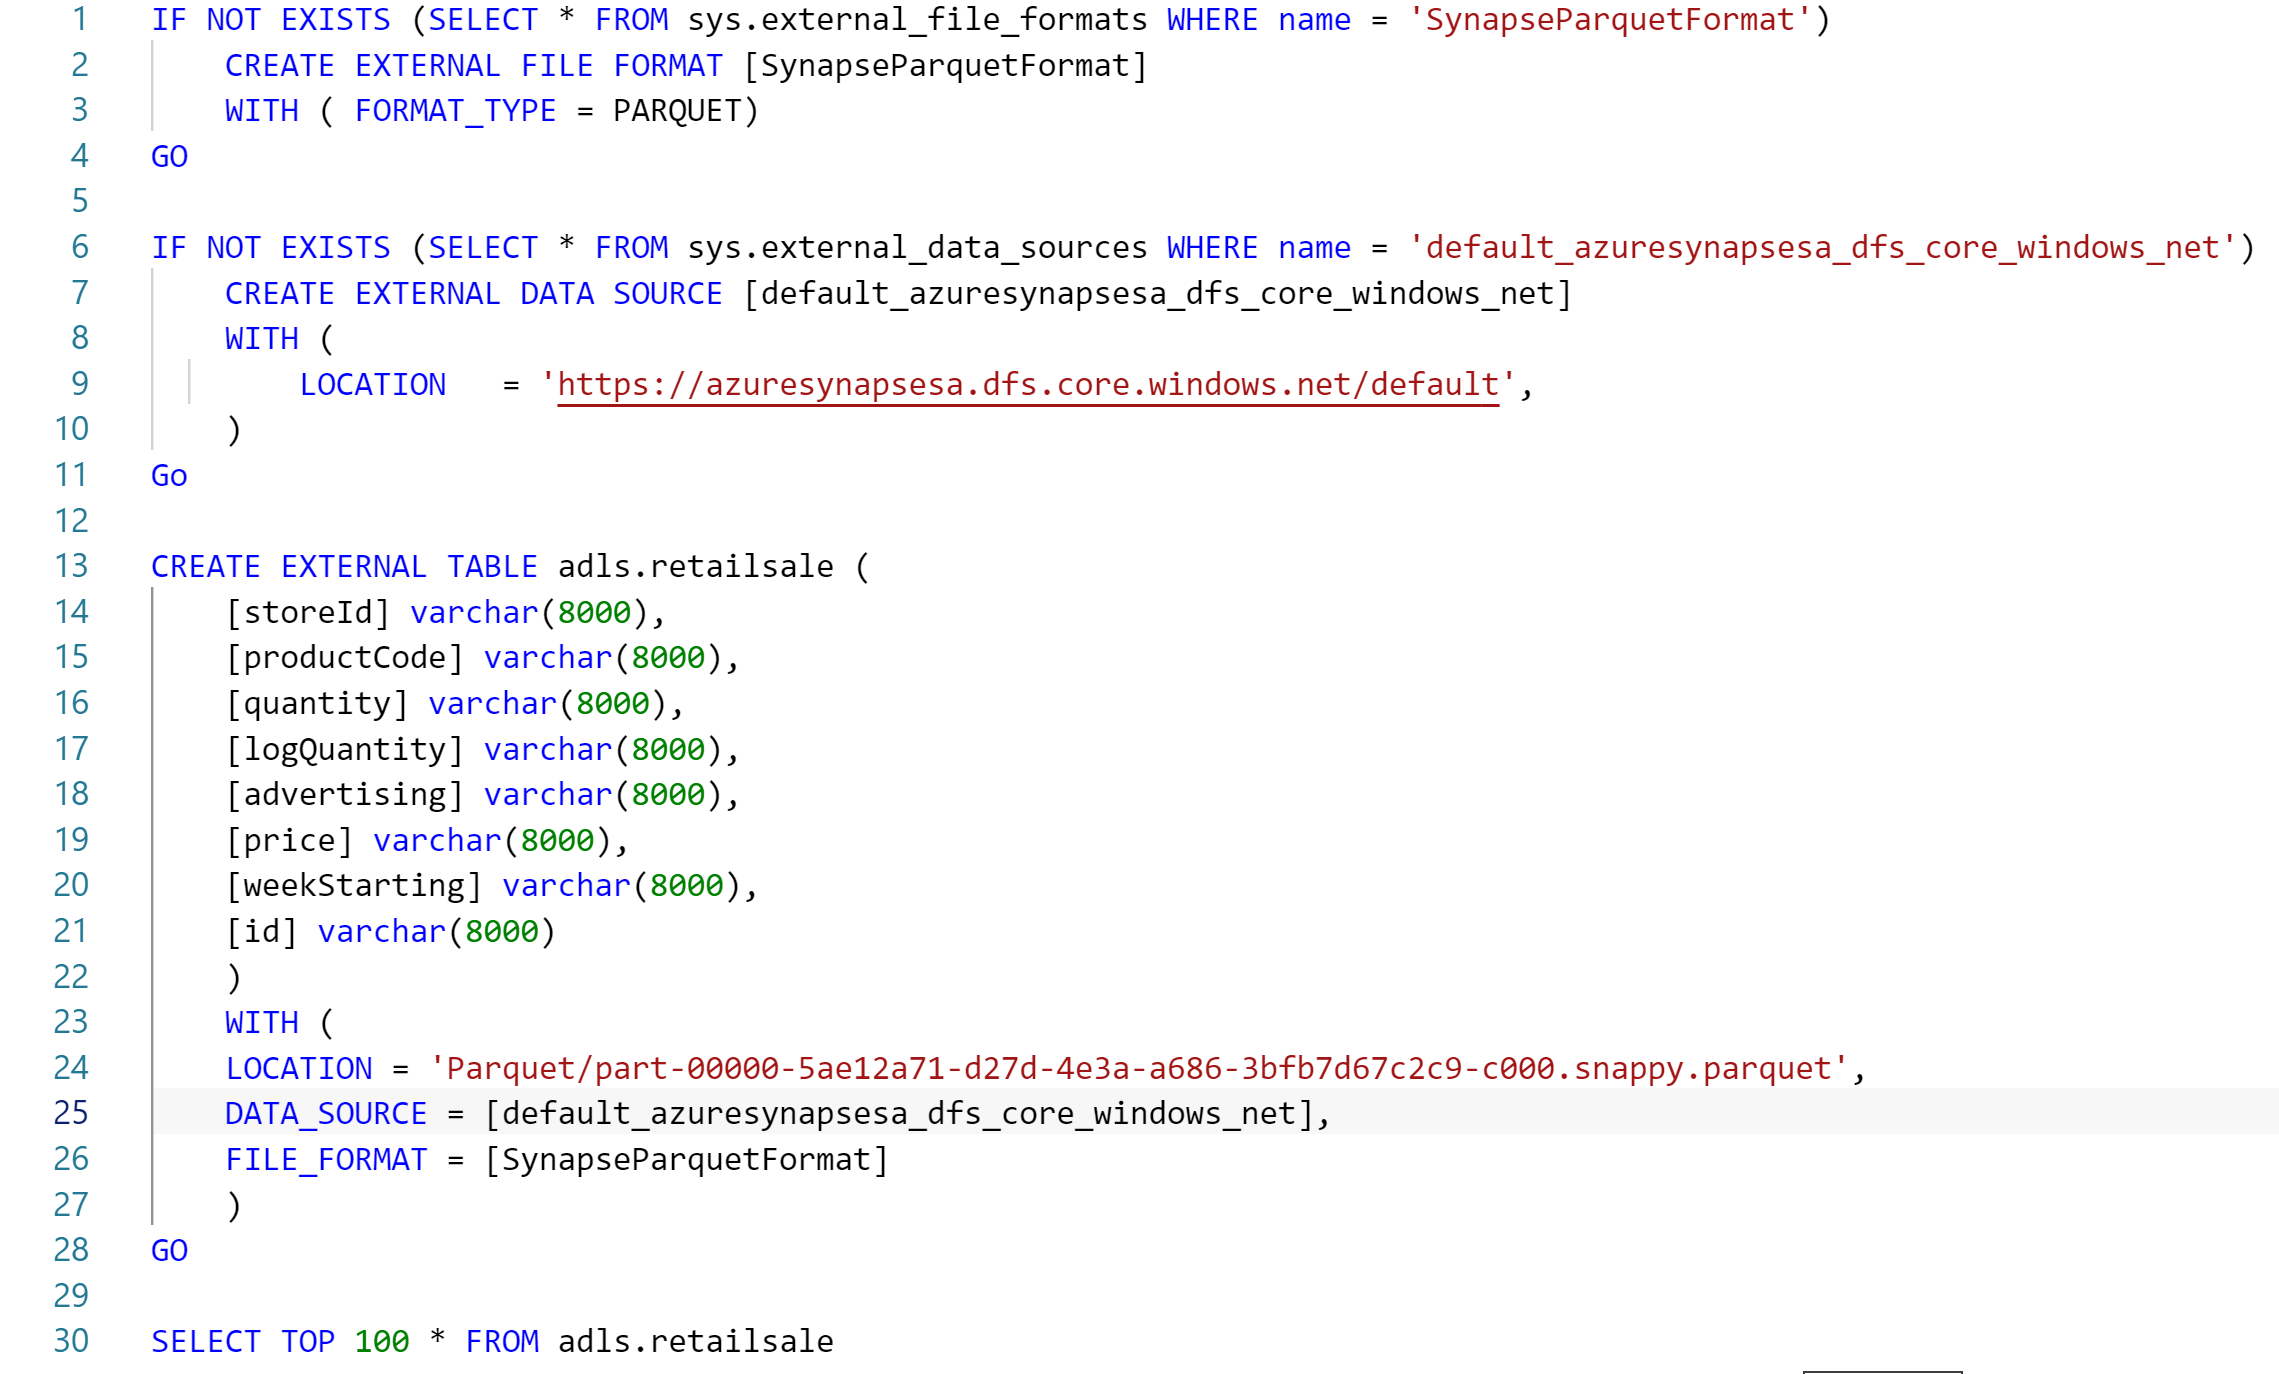 1 IF NOT EXISTS (SELECT * FROM sys.external_file_formats WHERE name = 'SynapseParquetFormat')
2 CREATE EXTERNAL FILE FORMAT [SynapseParquetFormat]
3 WITH ( FORMAT_TYPE = PARQUET)
4 GO
5
6 IF NOT EXISTS (SELECT * FROM sys.external_data_sources WHERE name = 'default_azuresynapsesa_dfs_core_windows_net')
7 CREATE EXTERNAL DATA SOURCE [default_azuresynapsesa_dfs_core_windows_net]
8 WITH (
9 LOCATION = 'https://azuresynapsesa.dfs.core.windows.net/default',
10 )
11 Go
12
13 CREATE EXTERNAL TABLE adls.retailsale (
14 [storeId] varchar(8000),
15 [productCode] varchar(8000),
16 [quantity] varchar(8000),
17 [logQuantity] varchar(8000),
18 [advertising] varchar(8000),
19 [price] varchar(8000),
20 [weekStarting] varchar(8000),
21 [id] varchar(8000)
22 )
23 WITH (
24 LOCATION = 'Parquet/part-00000-5ae12a71-d27d-4e3a-a686-3bfb7d67c2c9-c000.snappy.parquet',
25 DATA_SOURCE = [default_azuresynapsesa_dfs_core_windows_net],
26 FILE_FORMAT = [SynapseParquetFormat]
27 )
28 GO
29
30 SELECT TOP 100 * FROM adls.retailsale